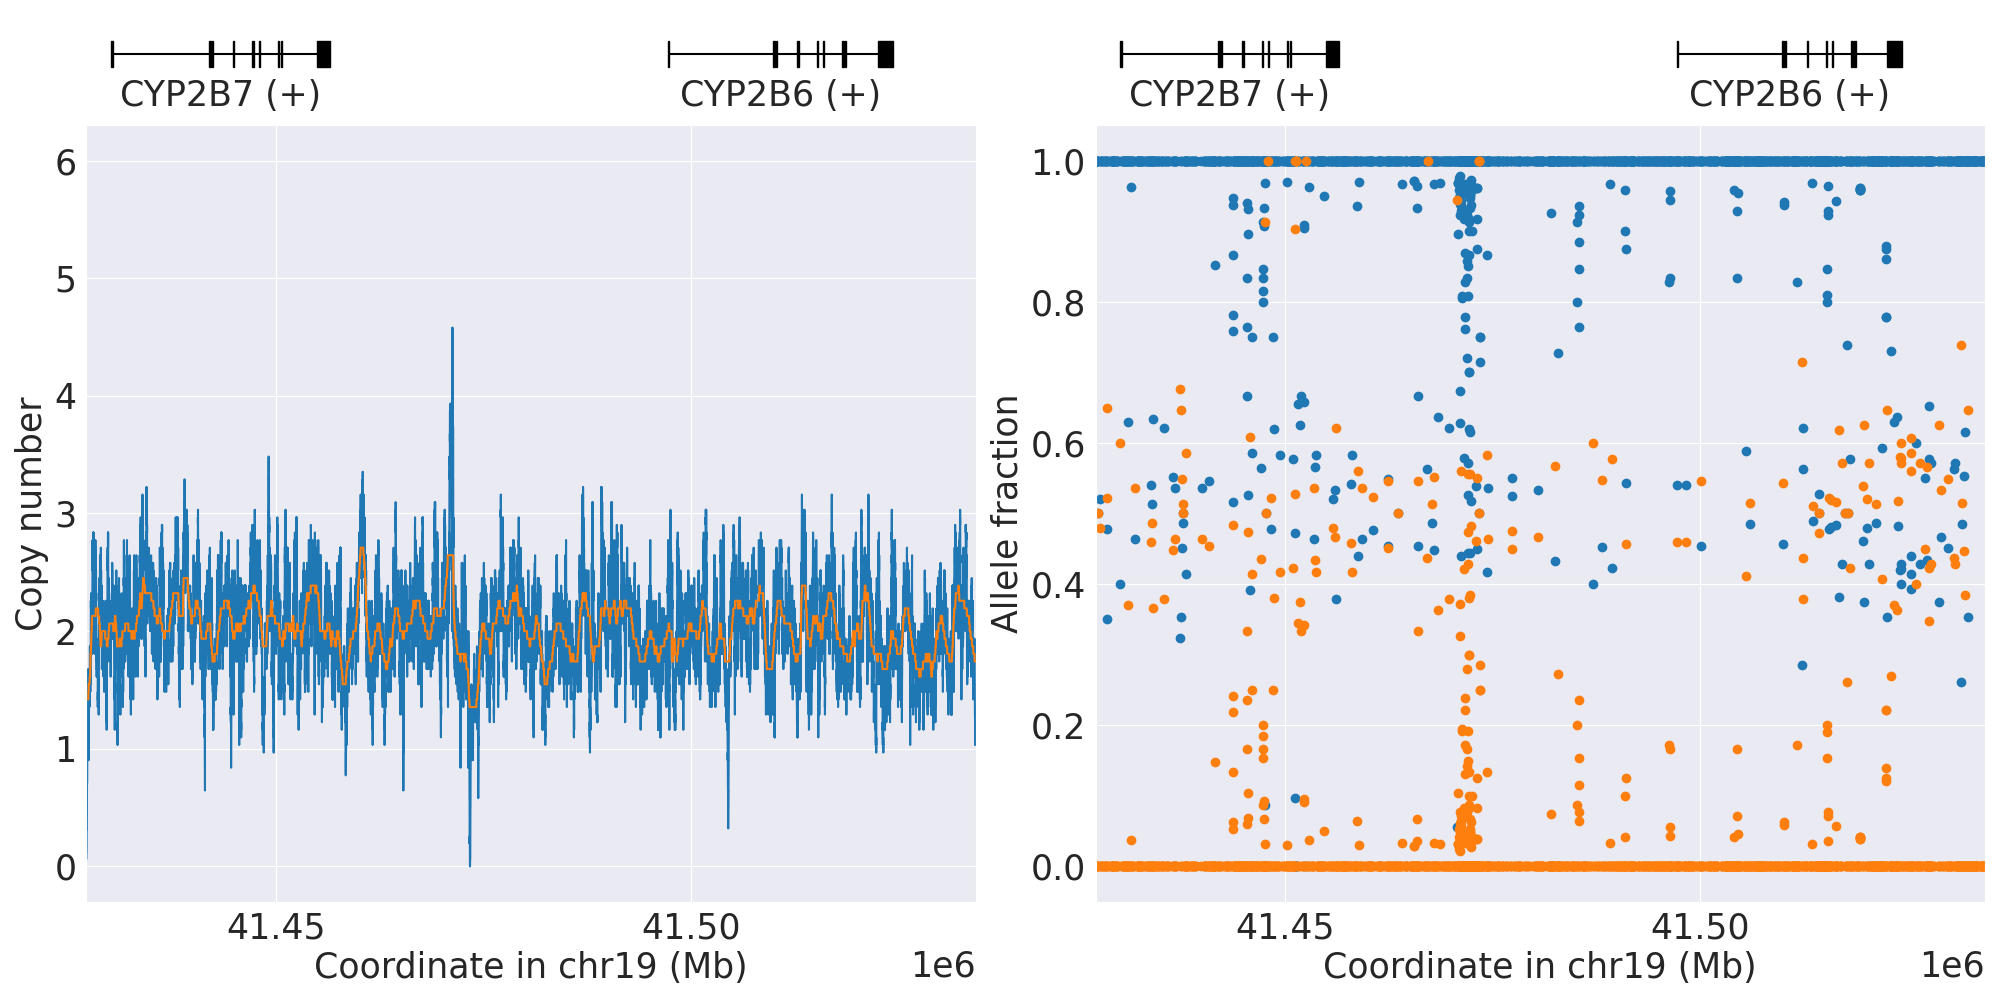 CYP2B7 (+)
CYP2B6 (+)
6
5
4
3
2
1
0
Copy number
41.45
41.50
Coordinate in chr19 (Mb)
1e6
CYP2B7 (+)
CYP2B6 (+)
1.0
0.8
0.6
0.4
0.2
0.0
Allele fraction
41.45
41.50
Coordinate in chr19 (Mb)
1e6